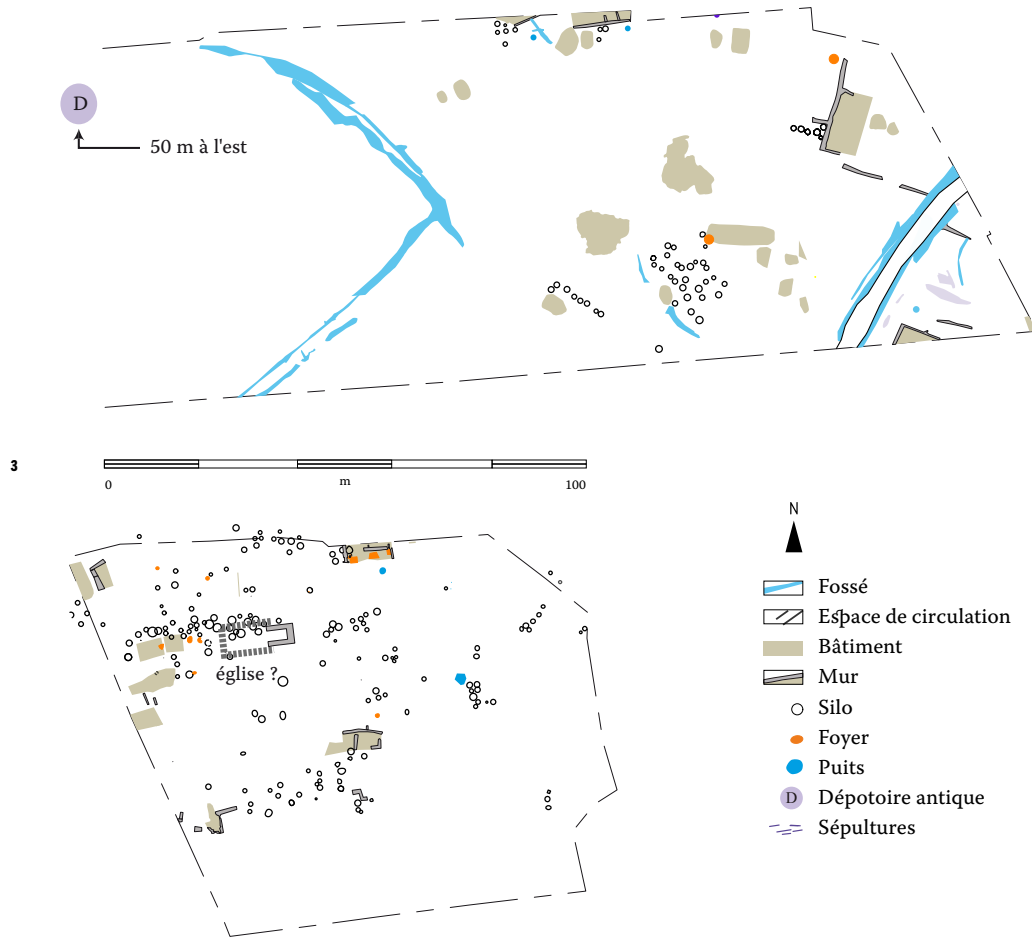 D
50 m à l'est
3
0
m
100
N
Fossé
Espace de circulation
Bâtiment
Mur
Silo
Foyer
Puits
D Dépotoire antique
Sépultures
église ?